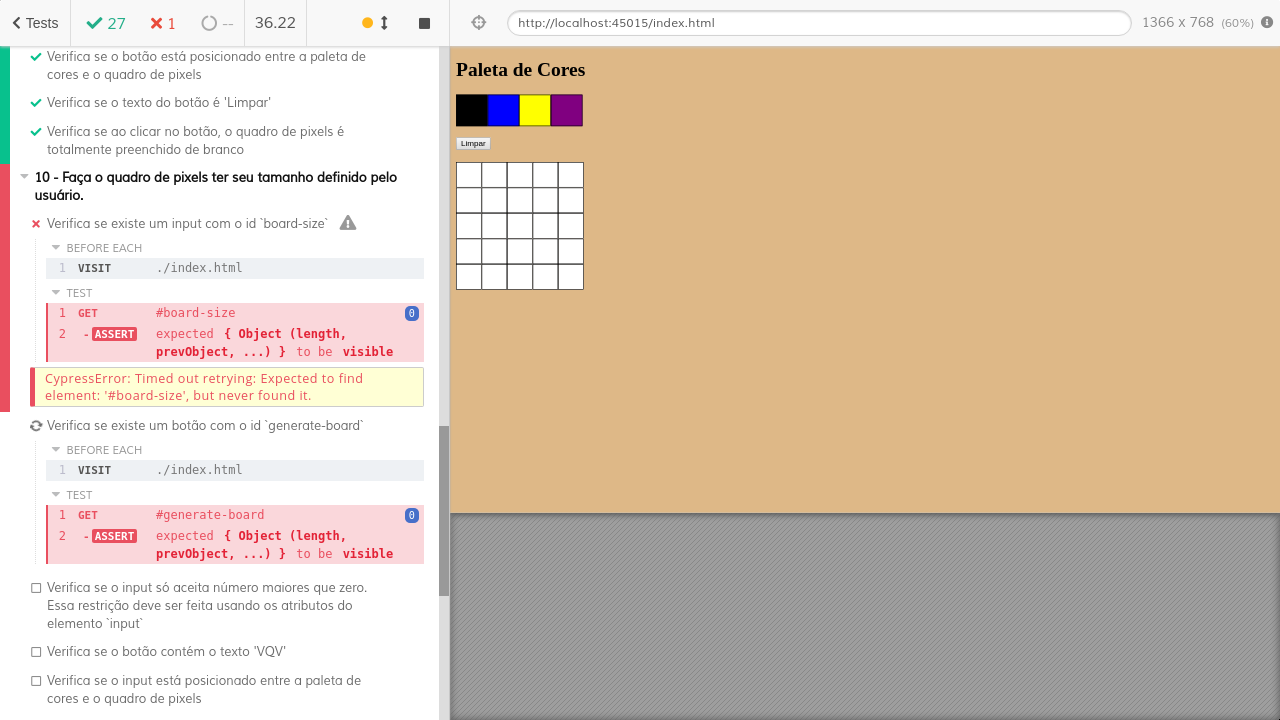 Tests 27 1 -- 36.22 http://localhost:45015/index.html 1366 x 768 (60%)
Verifica se o botão está posicionado entre a paleta de
cores e o quadro de pixels
Verifica se o texto do botão é 'Limpar'
Verifica se ao clicar no botão, o quadro de pixels é
totalmente preenchido de branco
10 - Faça o quadro de pixels ter seu tamanho definido pelo
usuário.
Verifica se existe um input com o id `board-size`
BEFORE EACH
1 VISIT ./index.html
TEST
1 GET #board-size 0
2 - ASSERT expected { Object (length,
prevObject, ...) } to be visible
CypressError: Timed out retrying: Expected to find
element: '#board-size', but never found it.
Verifica se existe um botão com o id `generate-board`
BEFORE EACH
1 VISIT ./index.html
TEST
1 GET #generate-board 0
2 - ASSERT expected { Object (length,
prevObject, ...) } to be visible
Verifica se o input só aceita número maiores que zero.
Essa restrição deve ser feita usando os atributos do
elemento `input`
Verifica se o botão contém o texto 'VQV'
Verifica se o input está posicionado entre a paleta de
cores e o quadro de pixels
Paleta de Cores
Limpar